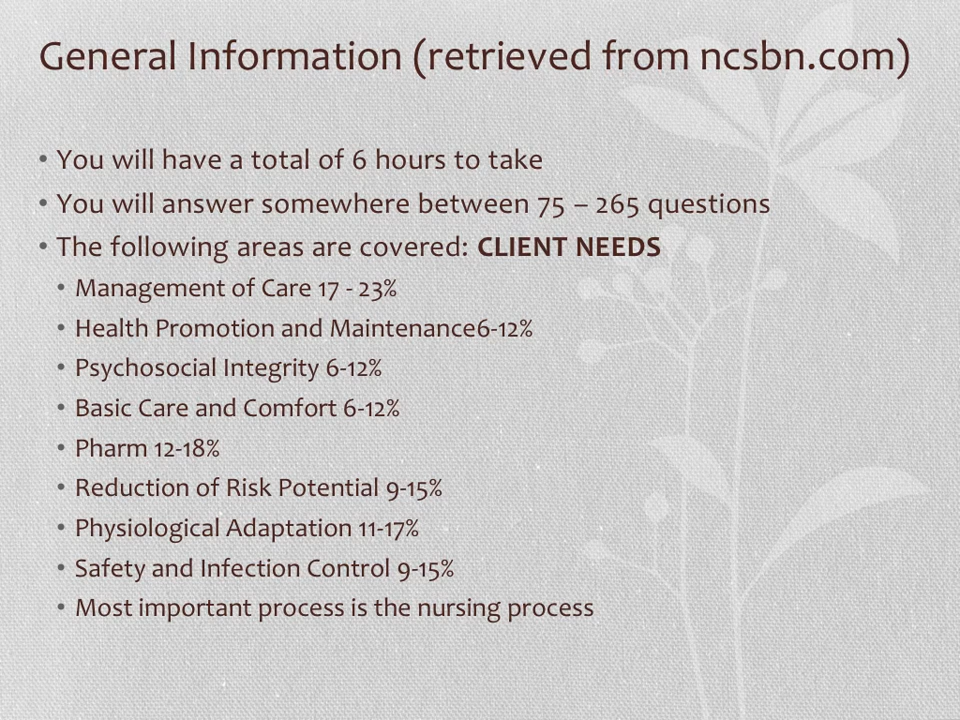 General Information (retrieved from ncsbn.com)
• You will have a total of 6 hours to take
• You will answer somewhere between 75 – 265 questions
• The following areas are covered: CLIENT NEEDS
• Management of Care 17 - 23%
• Health Promotion and Maintenance6-12%
• Psychosocial Integrity 6-12%
• Basic Care and Comfort 6-12%
• Pharm 12-18%
• Reduction of Risk Potential 9-15%
• Physiological Adaptation 11-17%
• Safety and Infection Control 9-15%
• Most important process is the nursing process